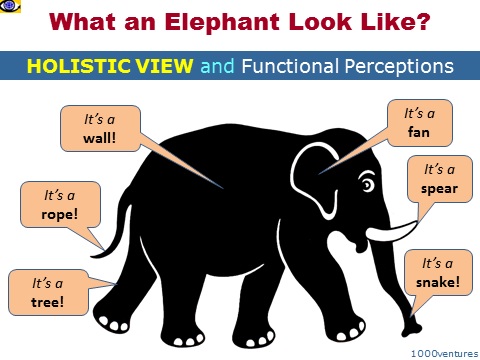 What an Elephant Look Like?
HOLISTIC VIEW and Functional Perceptions
It's a
wall!
It's a
fan
It's a
spear
It's a
rope!
It's a
snake!
It's a
tree!
1000ventures